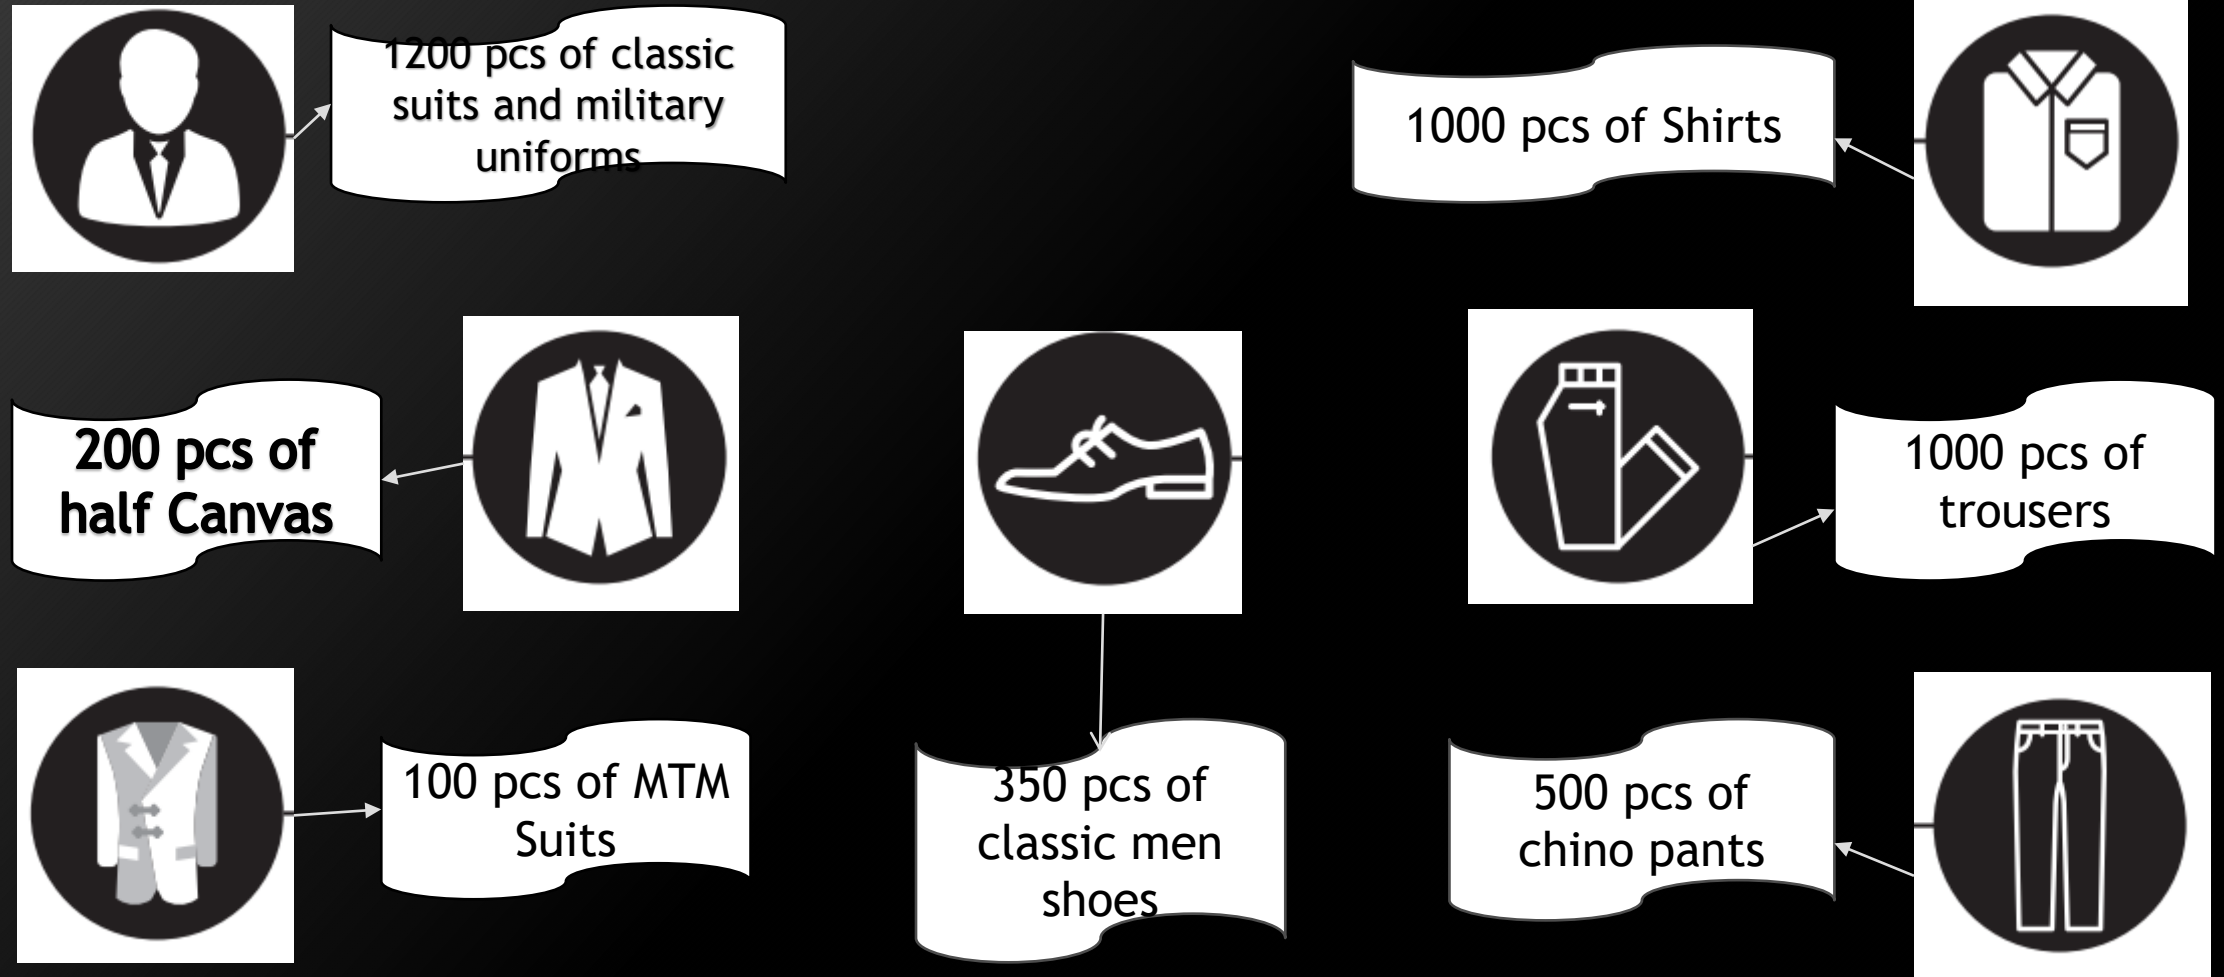 1200 pcs of classic
suits and military
uniforms
1000 pcs of Shirts
200 pcs of
half Canvas
1000 pcs of
trousers
100 pcs of MTM
Suits
350 pcs of
classic men
shoes
500 pcs of
chino pants